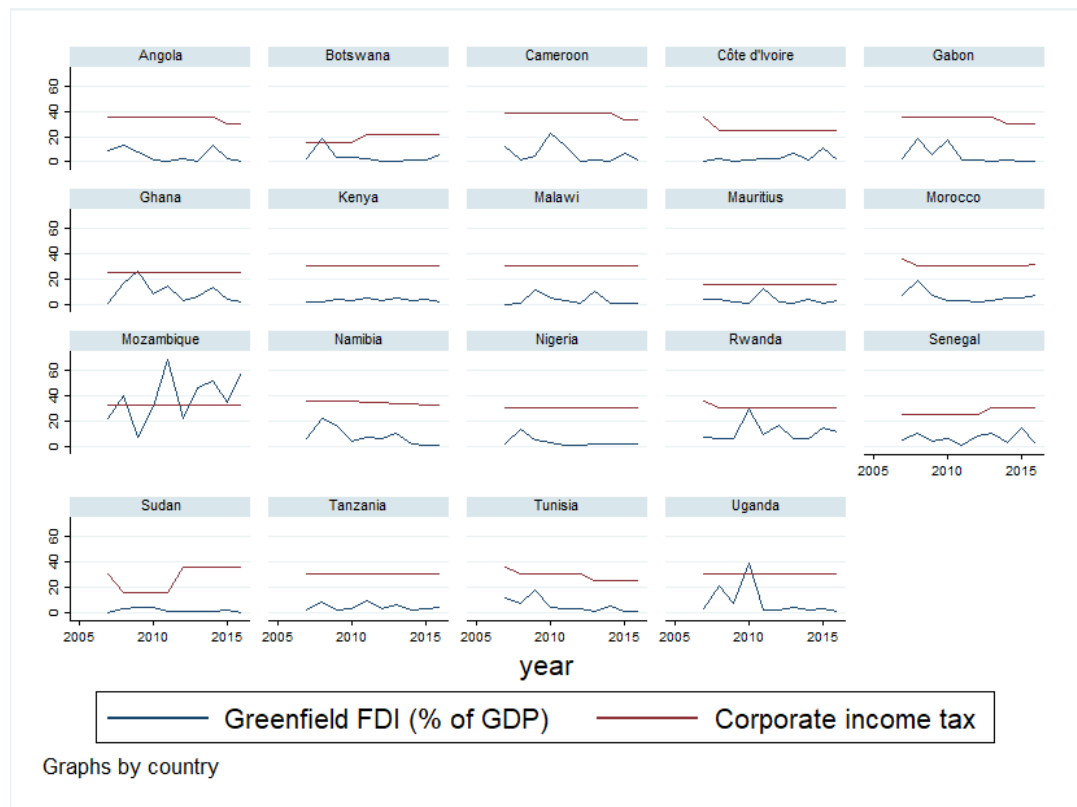 Angola Botswana Cameroon Côte d'Ivoire Gabon
60
40
20
0
Ghana Kenya Malawi Mauritius Morocco
60
40
20
0
Mozambique Namibia Nigeria Rwanda Senegal
60
40
20
0
2005 2010 2015
Sudan Tanzania Tunisia Uganda
60
40
20
0
2005 2010 2015 2005 2010 2015 2005 2010 2015 2005 2010 2015
year
Greenfield FDI (% of GDP) Corporate income tax
Graphs by country